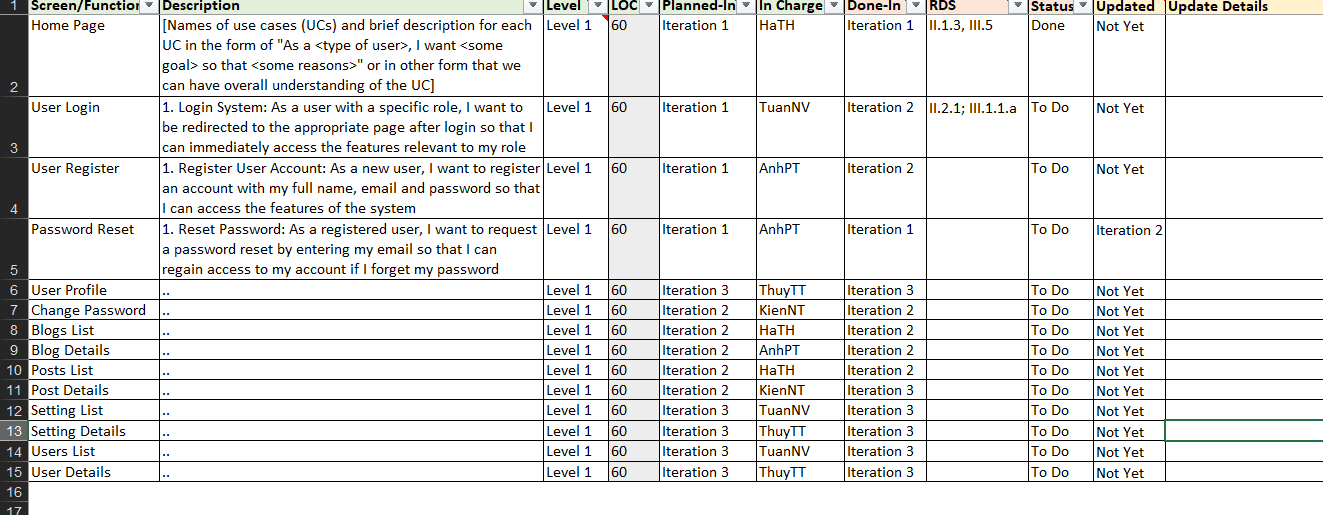 1 Screen/Function Description Level LOC Planned-In In Charge Done-In RDS Status Updated Update Details
2 Home Page [Names of use cases (UCs) and brief description for each Level 1 60 Iteration 1 HaTH Iteration 1 II.1.3, III.5 Done Not Yet
UC in the form of "As a <type of user>, I want <some
goal> so that <some reasons>" or in other form that we
can have overall understanding of the UC]
3 User Login 1. Login System: As a user with a specific role, I want to Level 1 60 Iteration 1 TuanNV Iteration 2 II.2.1; III.1.1.a To Do Not Yet
be redirected to the appropriate page after login so that I
can immediately access the features relevant to my role
4 User Register 1. Register User Account: As a new user, I want to register Level 1 60 Iteration 1 AnhPT Iteration 2 To Do Not Yet
an account with my full name, email and password so that
I can access the features of the system
5 Password Reset 1. Reset Password: As a registered user, I want to request Level 1 60 Iteration 1 AnhPT Iteration 1 To Do Iteration 2
a password reset by entering my email so that I can
regain access to my account if I forget my password
6 User Profile .. Level 1 60 Iteration 3 ThuyTT Iteration 3 To Do Not Yet
7 Change Password .. Level 1 60 Iteration 2 KienNT Iteration 2 To Do Not Yet
8 Blogs List .. Level 1 60 Iteration 2 HaTH Iteration 2 To Do Not Yet
9 Blog Details .. Level 1 60 Iteration 2 AnhPT Iteration 2 To Do Not Yet
10 Posts List .. Level 1 60 Iteration 2 HaTH Iteration 2 To Do Not Yet
11 Post Details .. Level 1 60 Iteration 2 KienNT Iteration 3 To Do Not Yet
12 Setting List .. Level 1 60 Iteration 3 TuanNV Iteration 3 To Do Not Yet
13 Setting Details .. Level 1 60 Iteration 3 ThuyTT Iteration 3 To Do Not Yet
14 Users List .. Level 1 60 Iteration 3 TuanNV Iteration 3 To Do Not Yet
15 User Details .. Level 1 60 Iteration 3 ThuyTT Iteration 3 To Do Not Yet
16
17